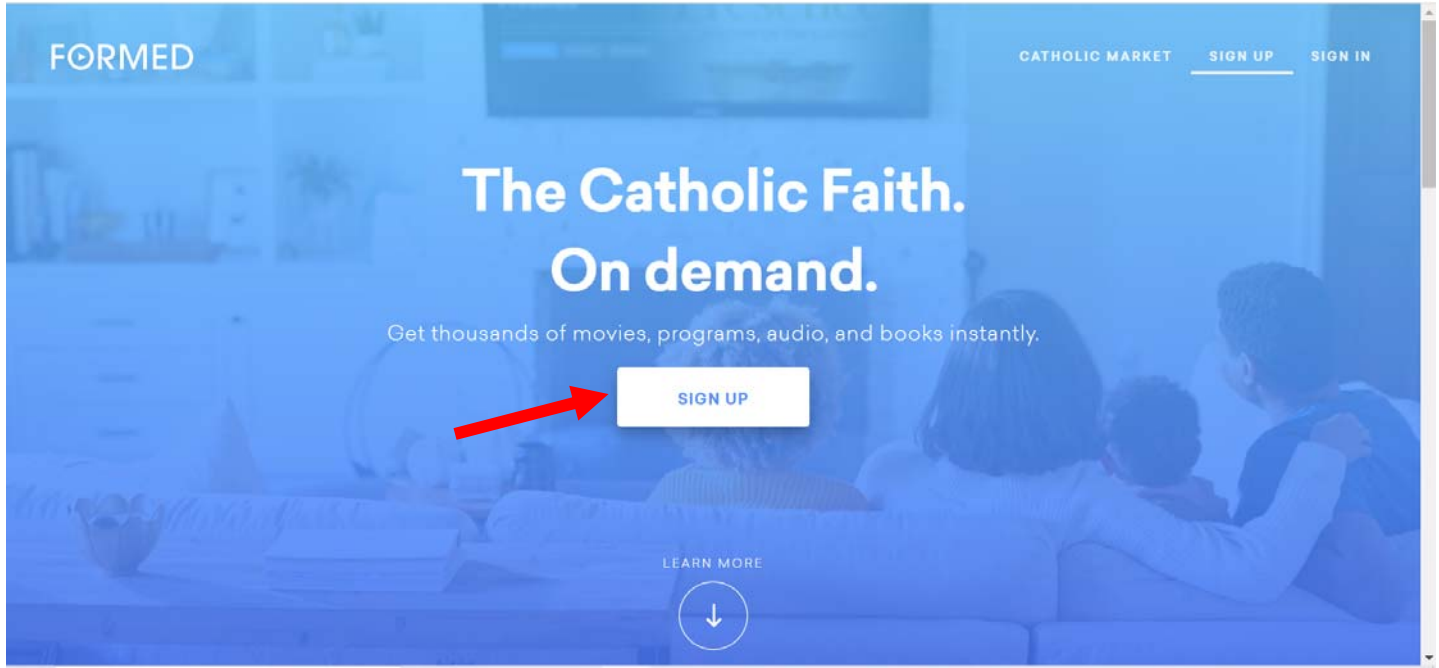 FORMED
CATHOLIC MARKET SIGN UP SIGN IN
The Catholic Faith.
On demand.
Get thousands of movies, programs, audio, and books instantly.
SIGN UP
LEARN MORE